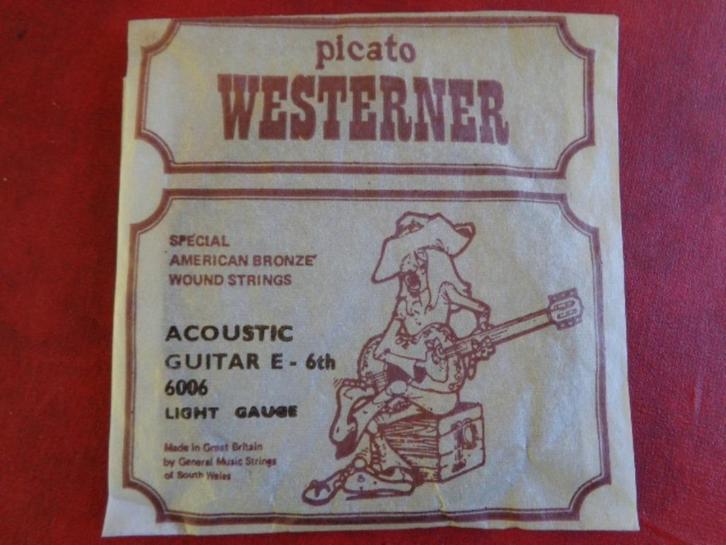 picato
WESTERNER
SPECIAL
AMERICAN BRONZE
WOUND STRINGS
ACOUSTIC
GUITAR E - 6th
6006
LIGHT GAUGE
Made in Great Britain
by General Music Strings
of South Wales
P